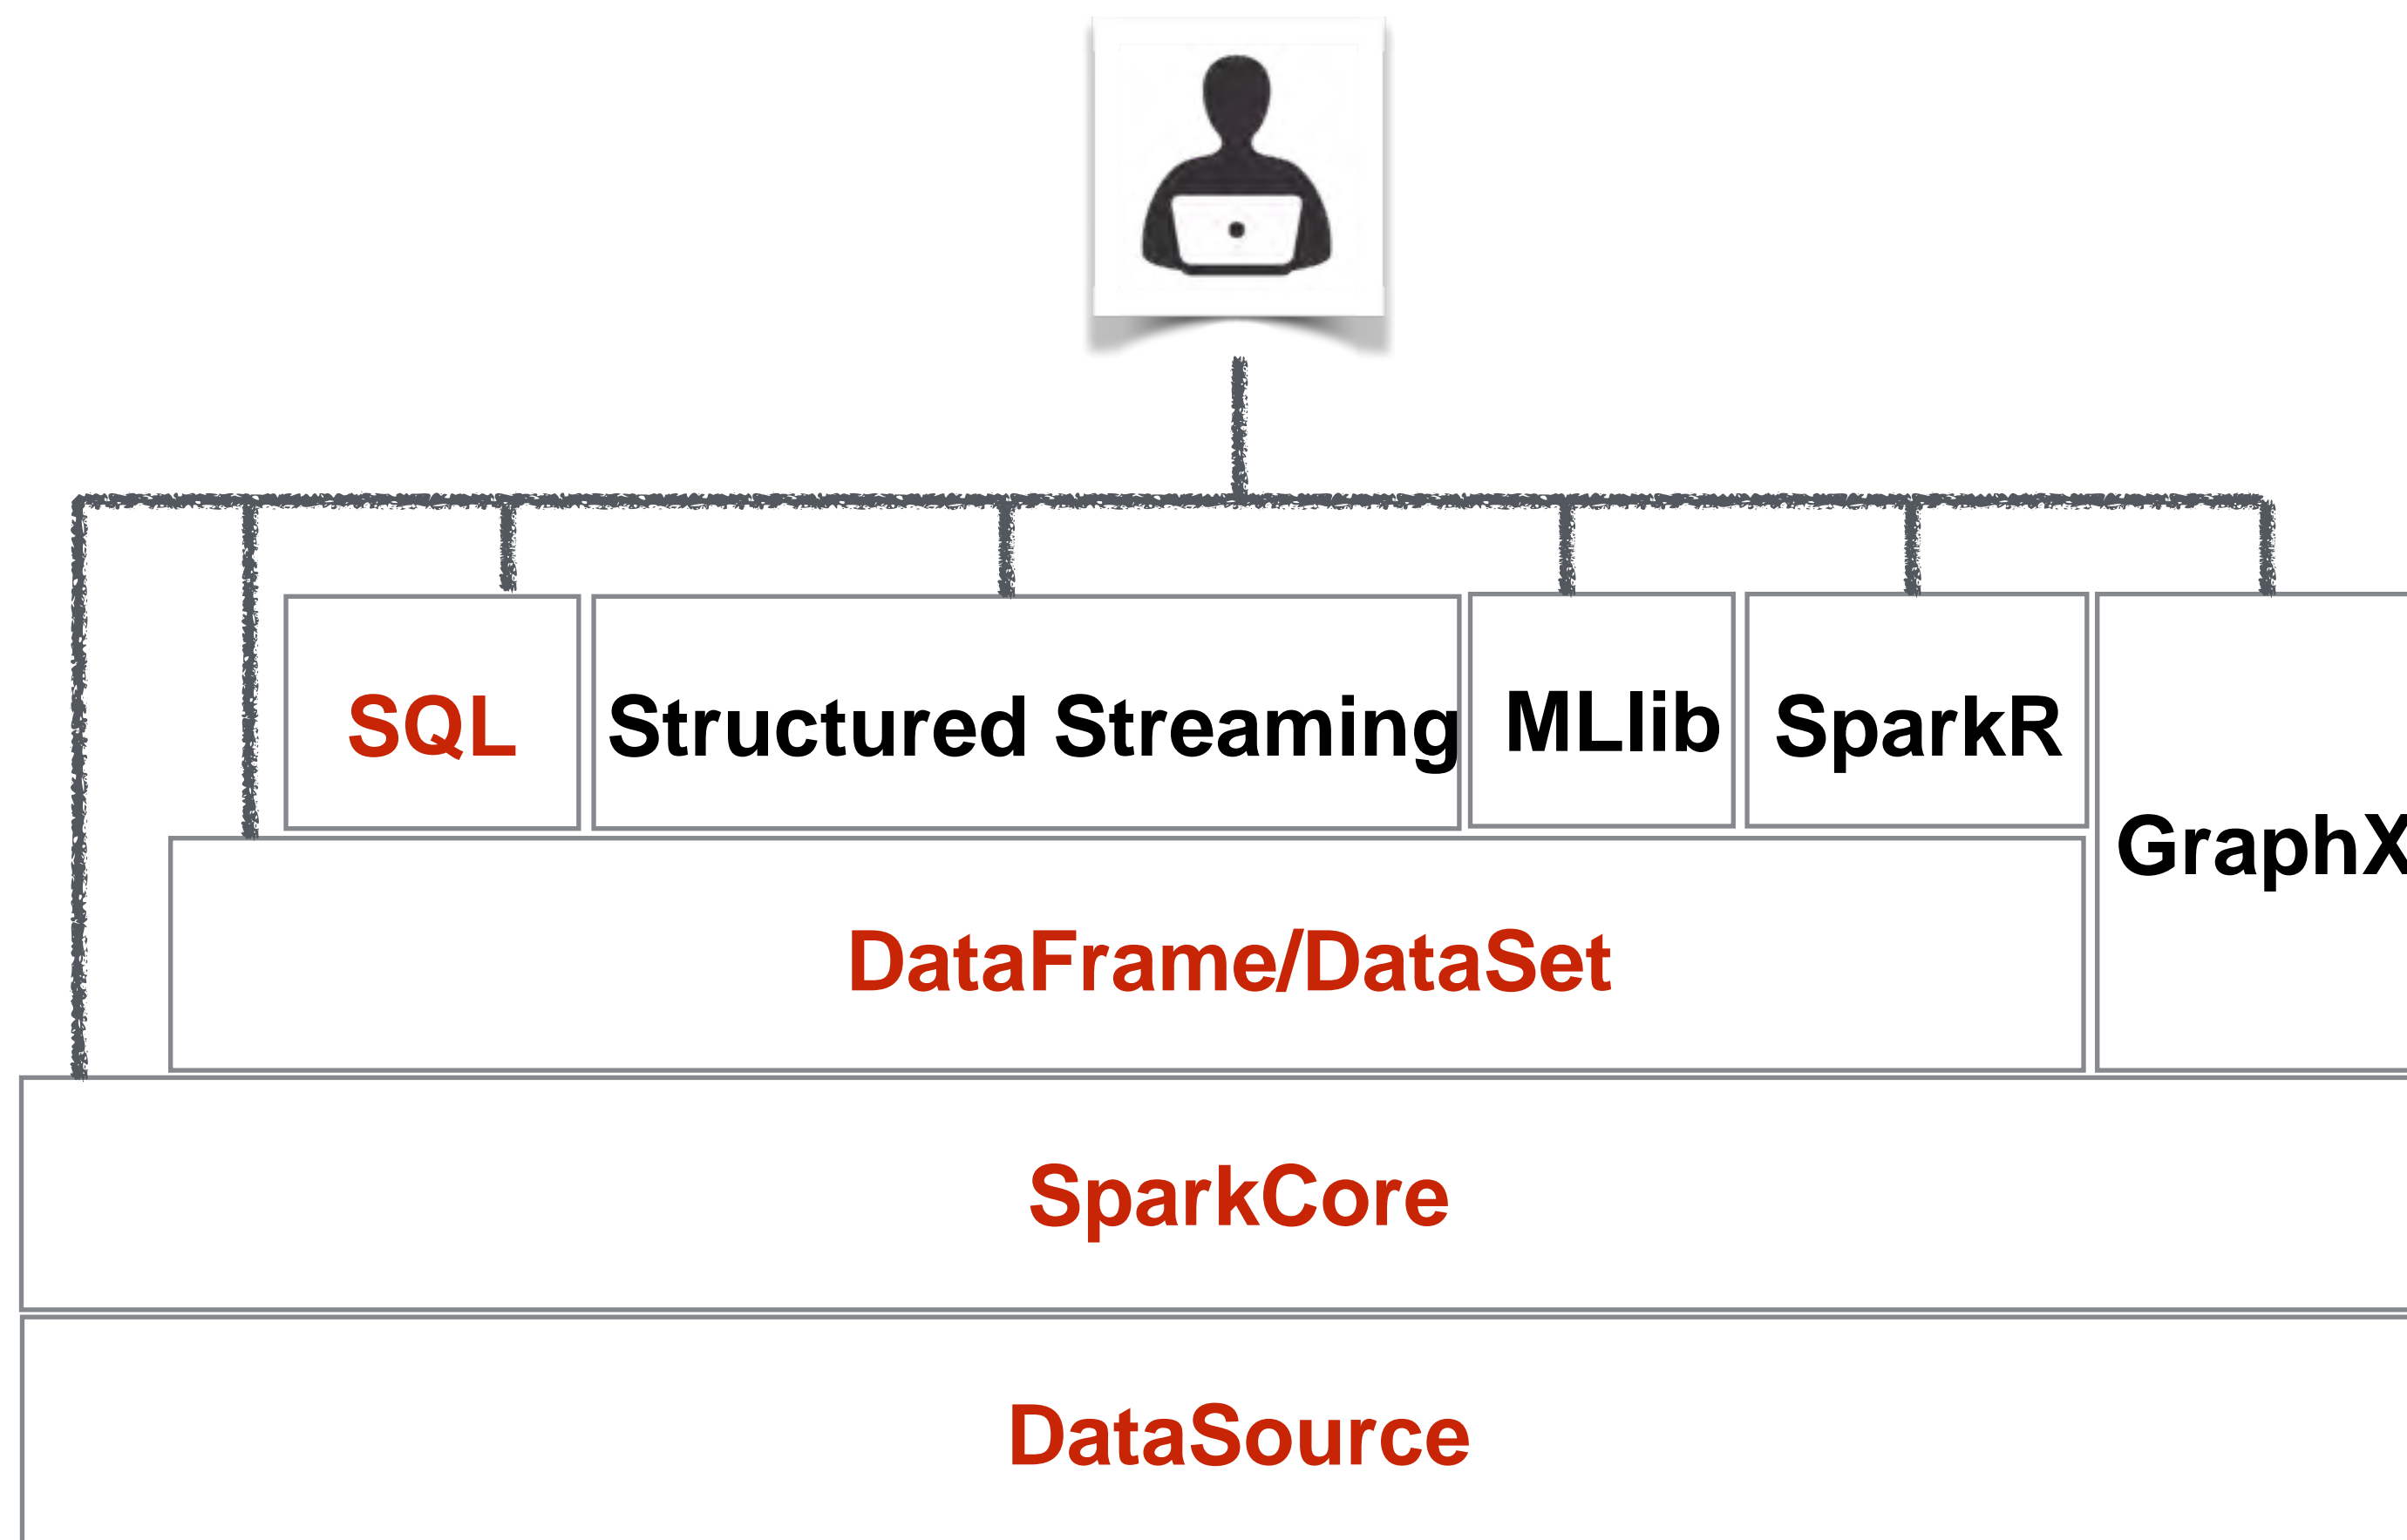 SQL
Structured Streaming
MLlib
SparkR
GraphX
DataFrame/DataSet
SparkCore
DataSource